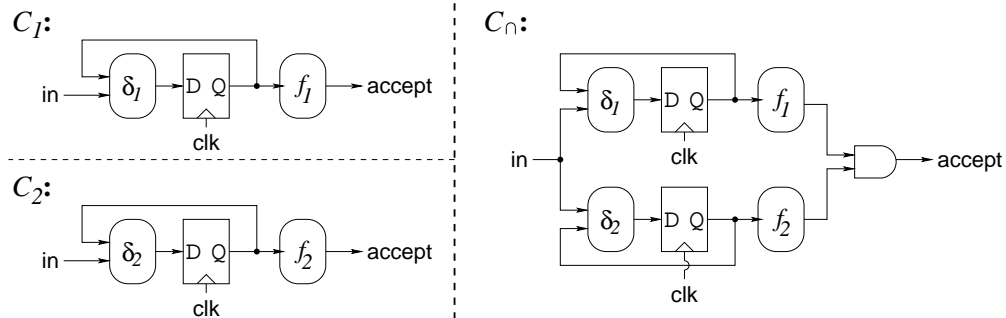 C1:
in
δ1
D Q
f1
accept
clk
C2:
in
δ2
D Q
f2
accept
clk
C∩:
δ1
D Q
f1
clk
in
accept
δ2
D Q
f2
clk